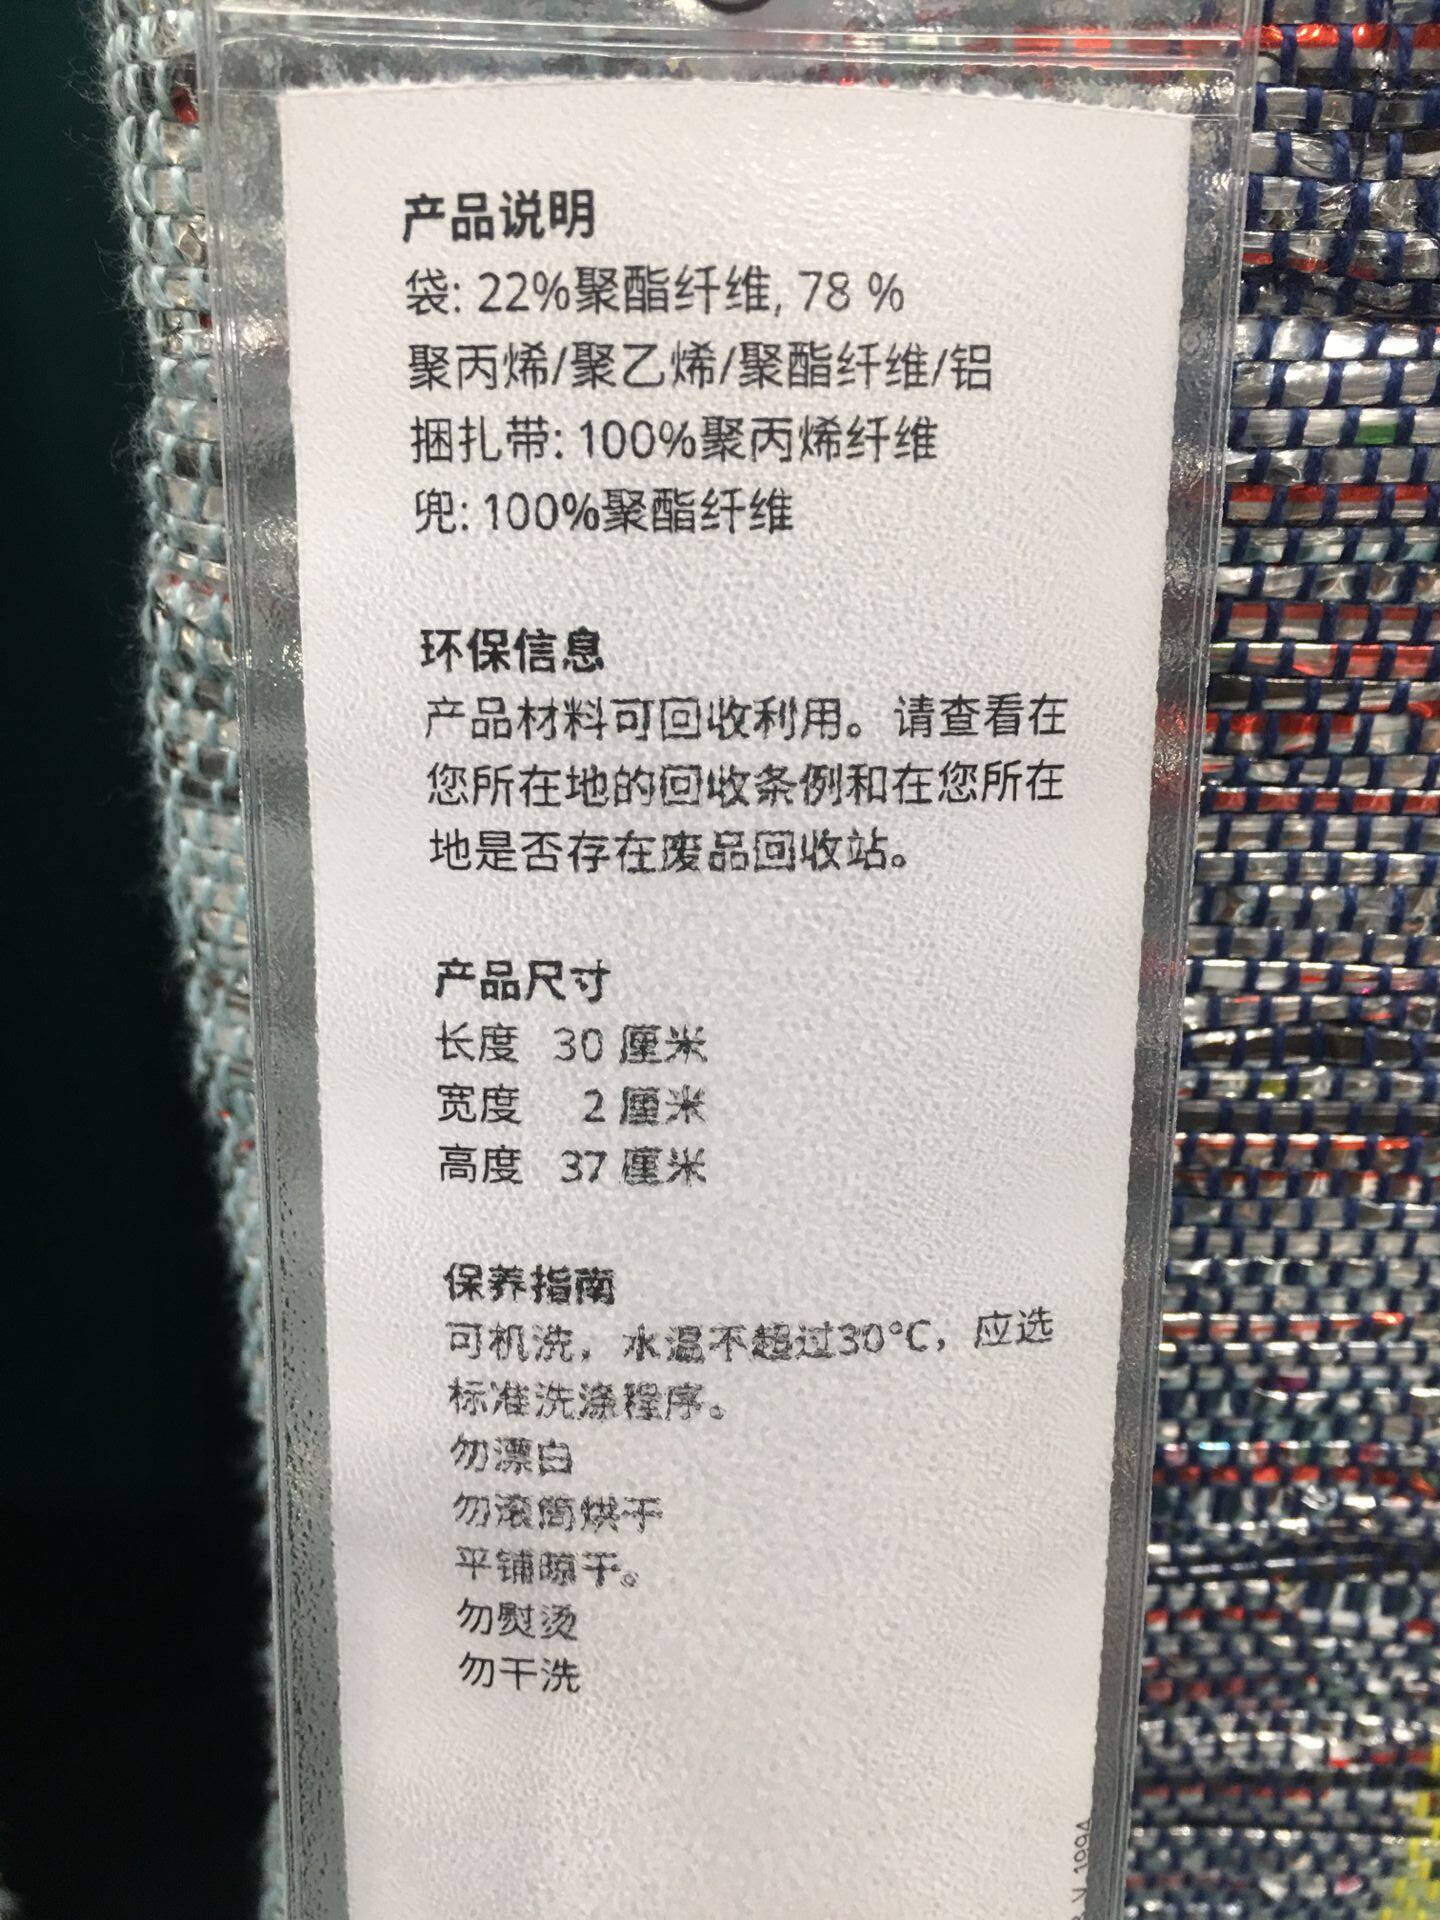 产品说明
袋: 22%聚酯纤维, 78 %
聚丙烯/聚乙烯/聚酯纤维/铝
捆扎带: 100%聚丙烯纤维
兜: 100%聚酯纤维
环保信息
产品材料可回收利用。请查看在
您所在地的回收条例和在您所在
地是否存在废品回收站。
产品尺寸
长度 30 厘米
宽度 2 厘米
高度 37 厘米
保养指南
可机洗，水温不超过30°C，应选
标准洗涤程序。
勿漂白
勿滚筒烘干
平铺晾干。
勿熨烫
勿干洗
V 1994